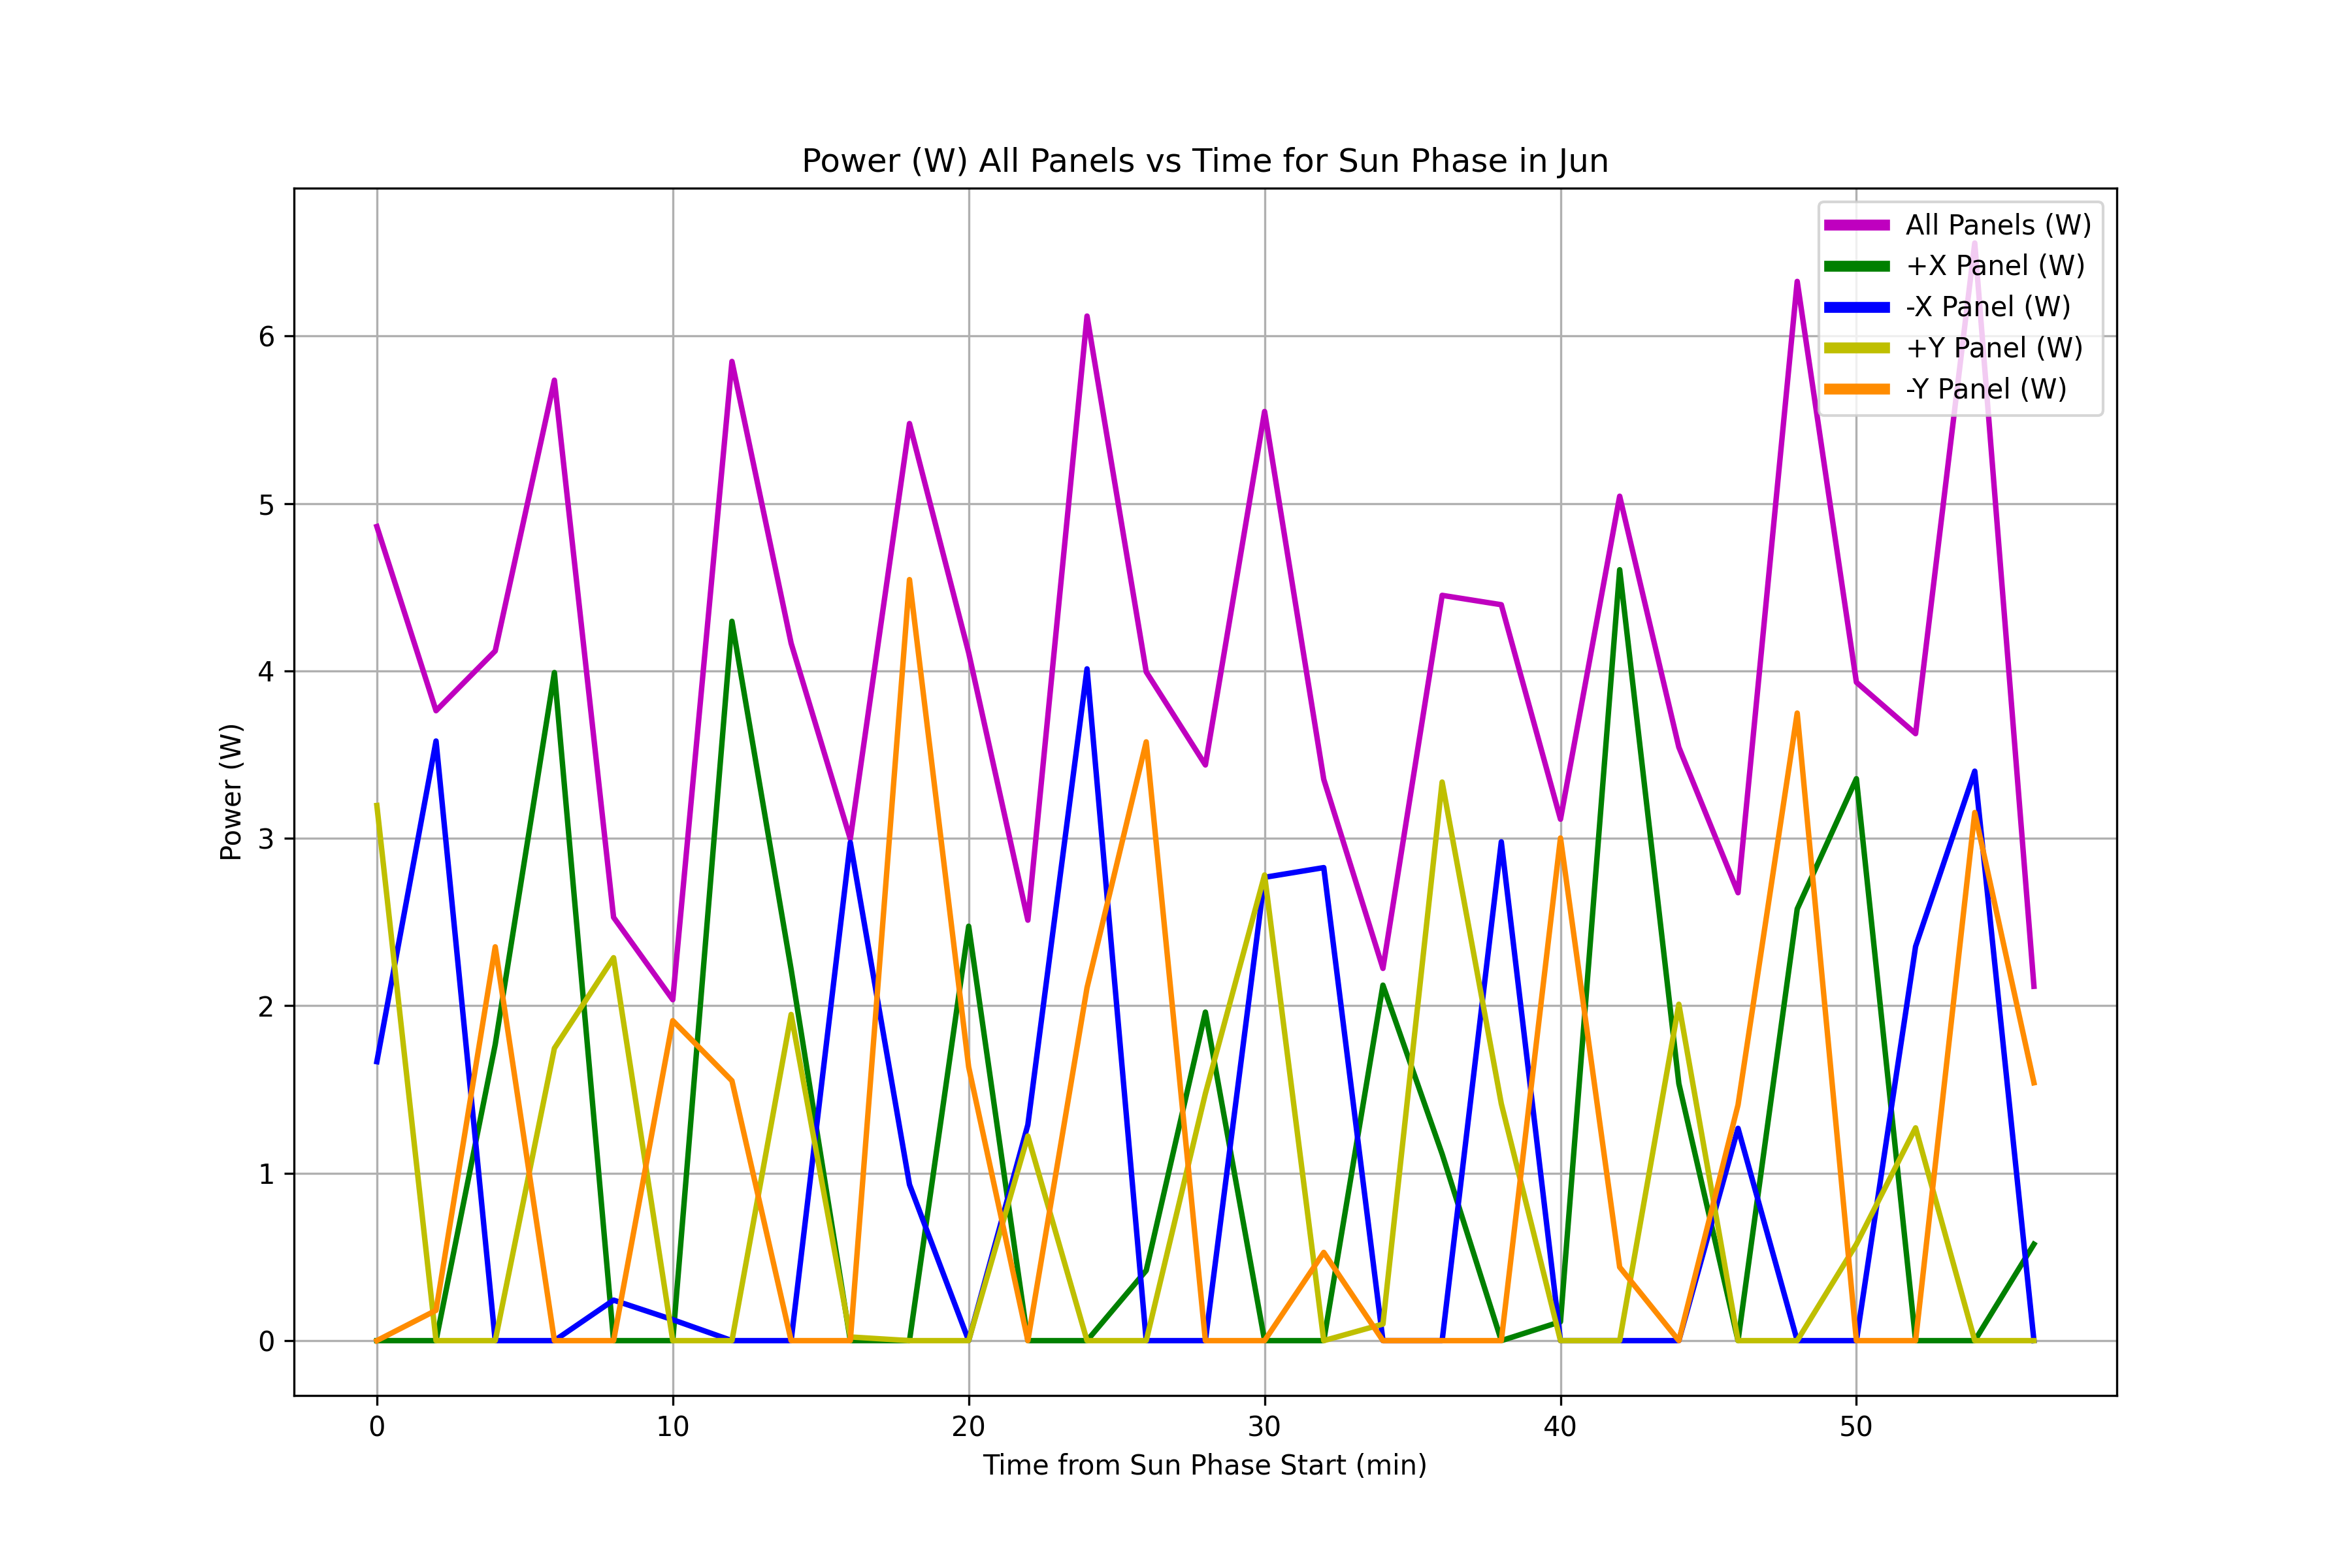 Power (W) All Panels vs Time for Sun Phase in Jun
All Panels (W)
+X Panel (W)
-X Panel (W)
+Y Panel (W)
-Y Panel (W)
6
5
4
3
2
1
0
Power (W)
0 10 20 30 40 50
Time from Sun Phase Start (min)